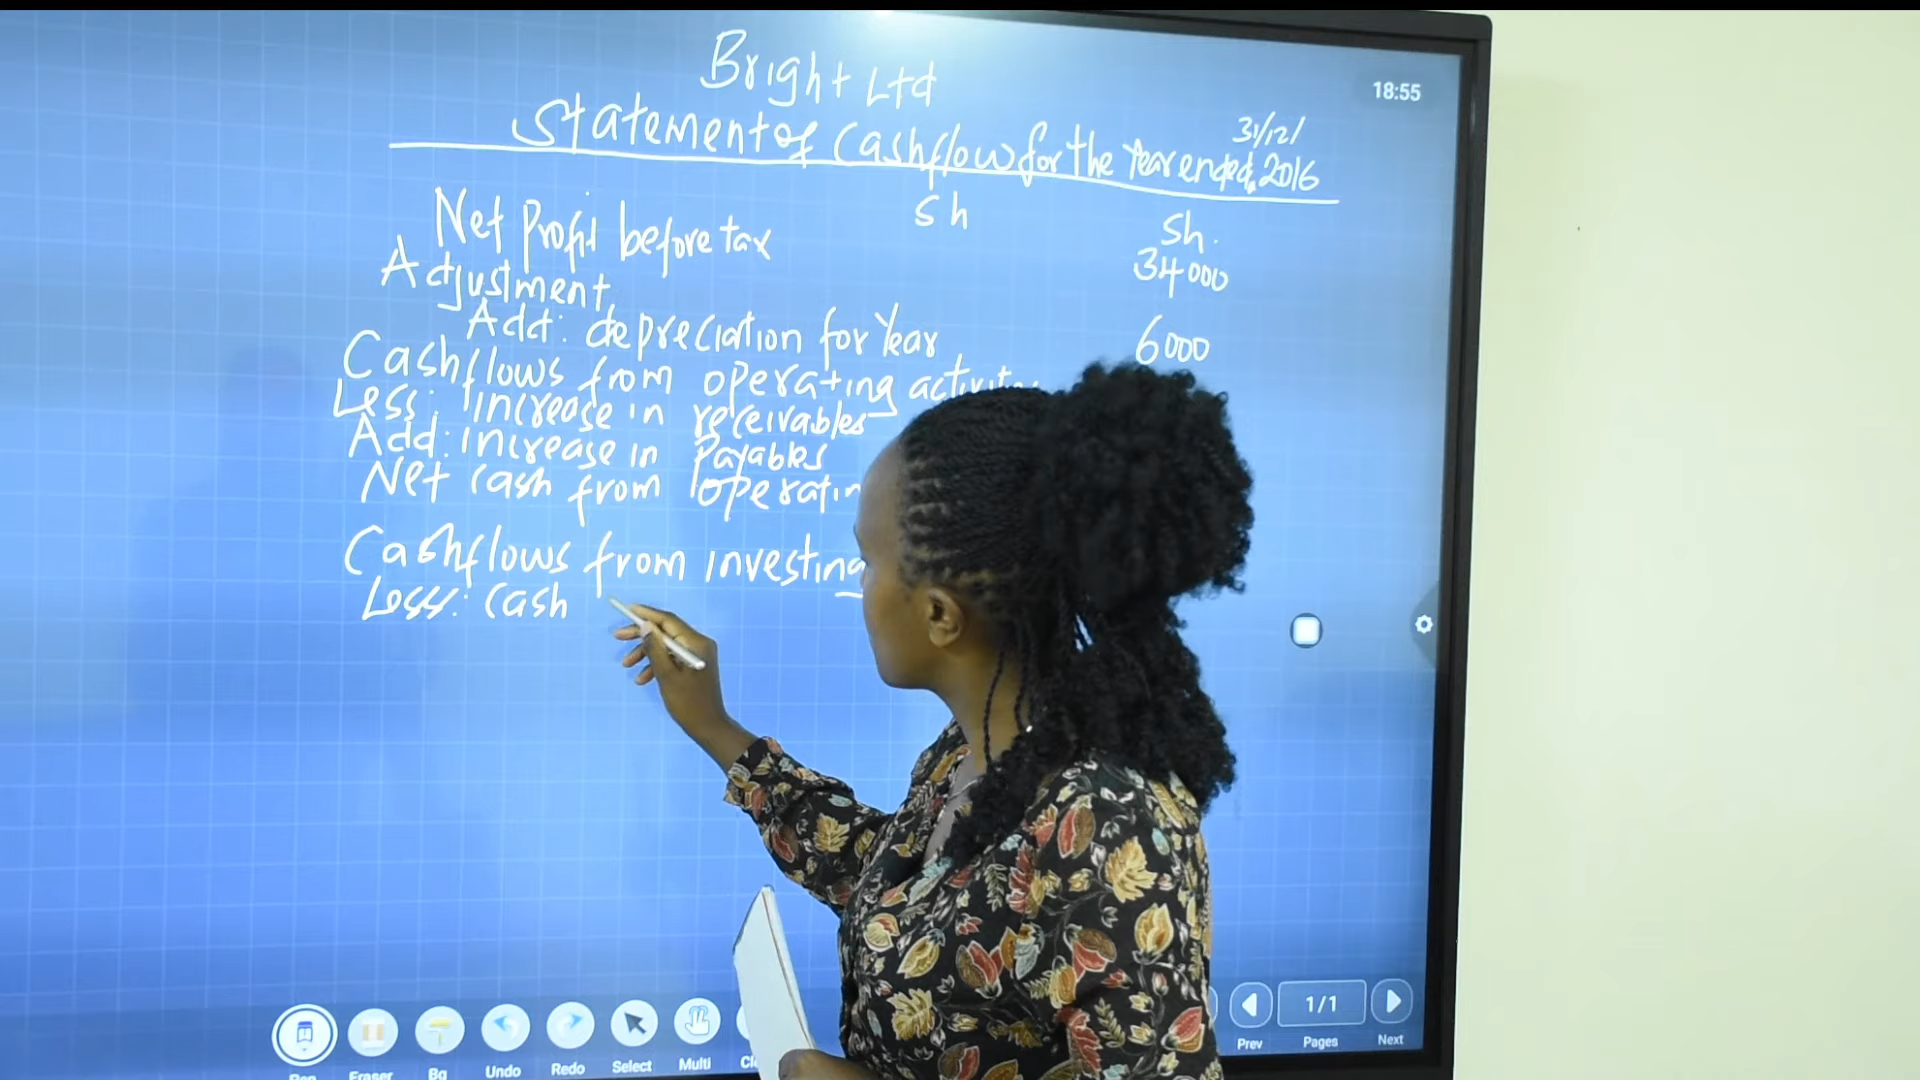 18:55
Bright Ltd
Statement of Cashflow for the Year ended 31/12/2016
Sh Sh.
Net Profit before tax 34000
Adjustment
Add: depreciation for Year 6000
Cashflows from operating
Less: increase in receivables
Add: increase in Payables
Net cash from
Cashflows from
Less: cash
1/1
Eraser Bg Undo Redo Select Multi Prev Pages Next